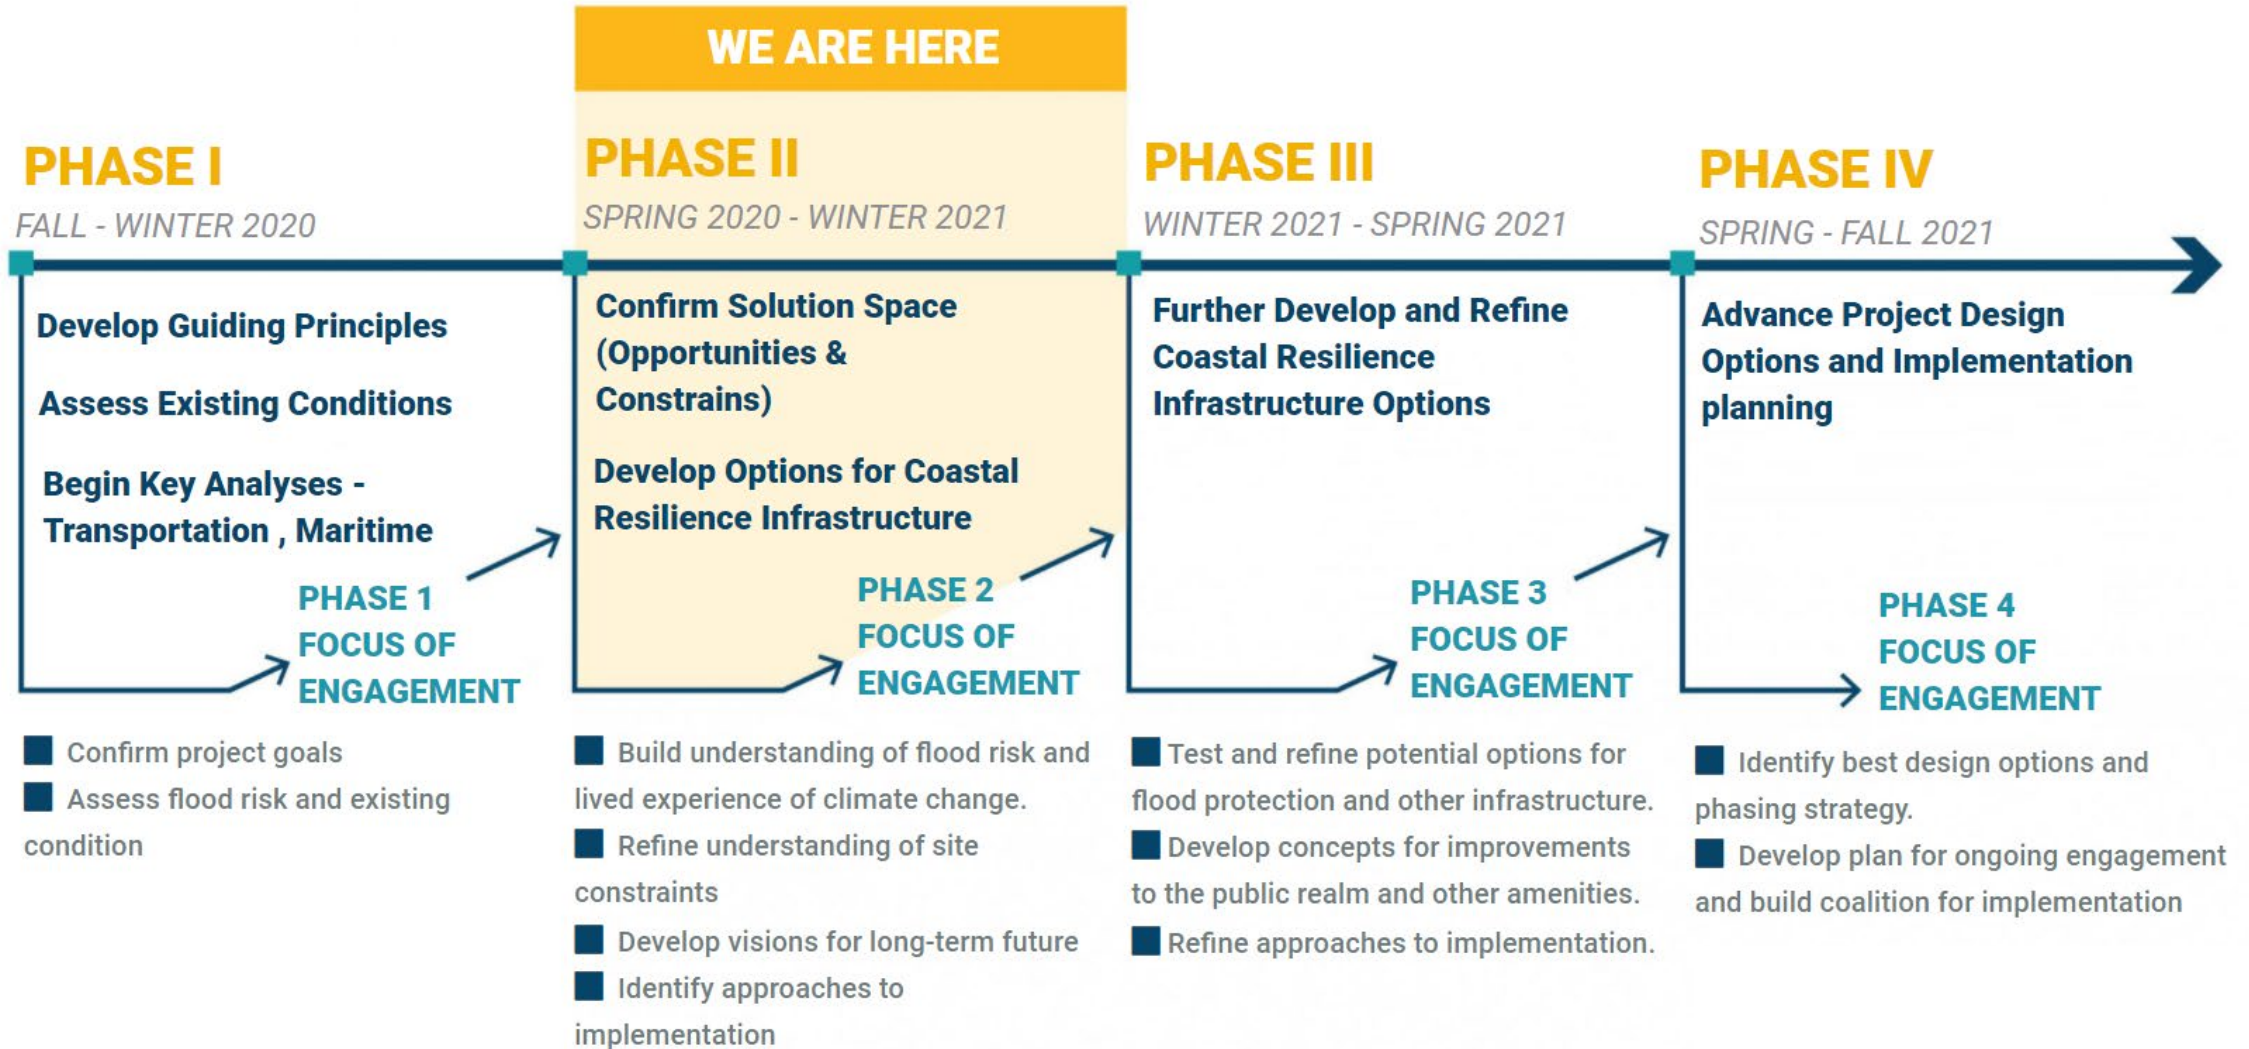 WE ARE HERE
PHASE I
FALL - WINTER 2020
Develop Guiding Principles
Assess Existing Conditions
Begin Key Analyses -
Transportation , Maritime
PHASE 1
FOCUS OF
ENGAGEMENT
Confirm project goals
Assess flood risk and existing
condition
PHASE II
SPRING 2020 - WINTER 2021
Confirm Solution Space
(Opportunities &
Constrains)
Develop Options for Coastal
Resilience Infrastructure
PHASE 2
FOCUS OF
ENGAGEMENT
Build understanding of flood risk and
lived experience of climate change.
Refine understanding of site
constraints
Develop visions for long-term future
Identify approaches to
implementation
PHASE III
WINTER 2021 - SPRING 2021
Further Develop and Refine
Coastal Resilience
Infrastructure Options
PHASE 3
FOCUS OF
ENGAGEMENT
Test and refine potential options for
flood protection and other infrastructure.
Develop concepts for improvements
to the public realm and other amenities.
Refine approaches to implementation.
PHASE IV
SPRING - FALL 2021
Advance Project Design
Options and Implementation
planning
PHASE 4
FOCUS OF
ENGAGEMENT
Identify best design options and
phasing strategy.
Develop plan for ongoing engagement
and build coalition for implementation